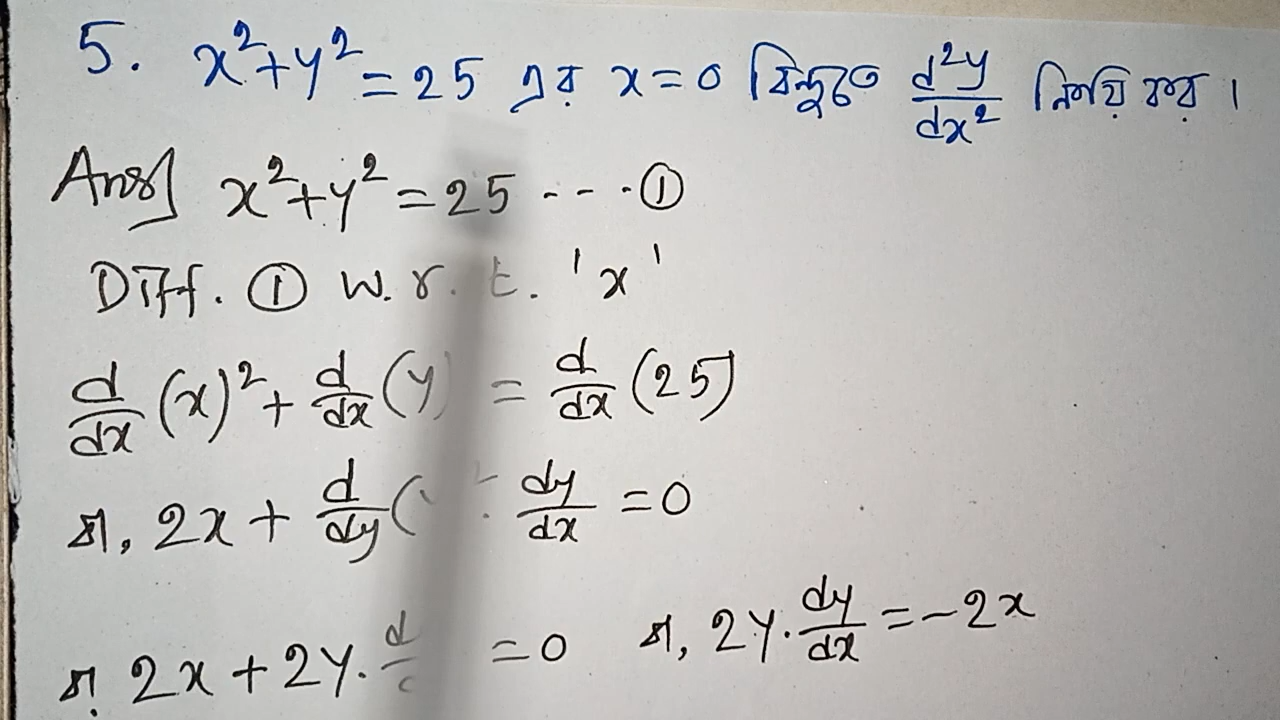 5. x²+y²=25 এর x=0 বিন্দুতে d²y/dx² নির্ণয় কর।
Ans] x²+y²=25 ---- ①
Diff. ① w.r.t. 'x'
d/dx (x)² + d/dx (y) = d/dx (25)
বা, 2x + d/dy ( . dy/dx = 0
বা, 2x + 2y. d = 0 বা, 2y. dy/dx = -2x